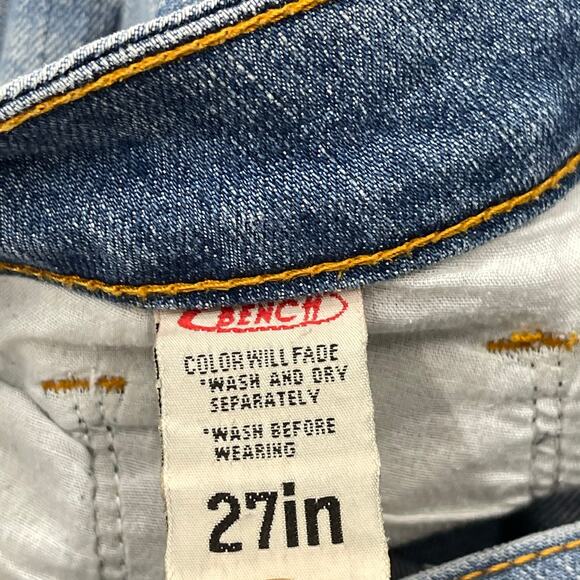 BENCH
COLOR WILL FADE
*WASH AND DRY
SEPARATELY
*WASH BEFORE
WEARING
27in